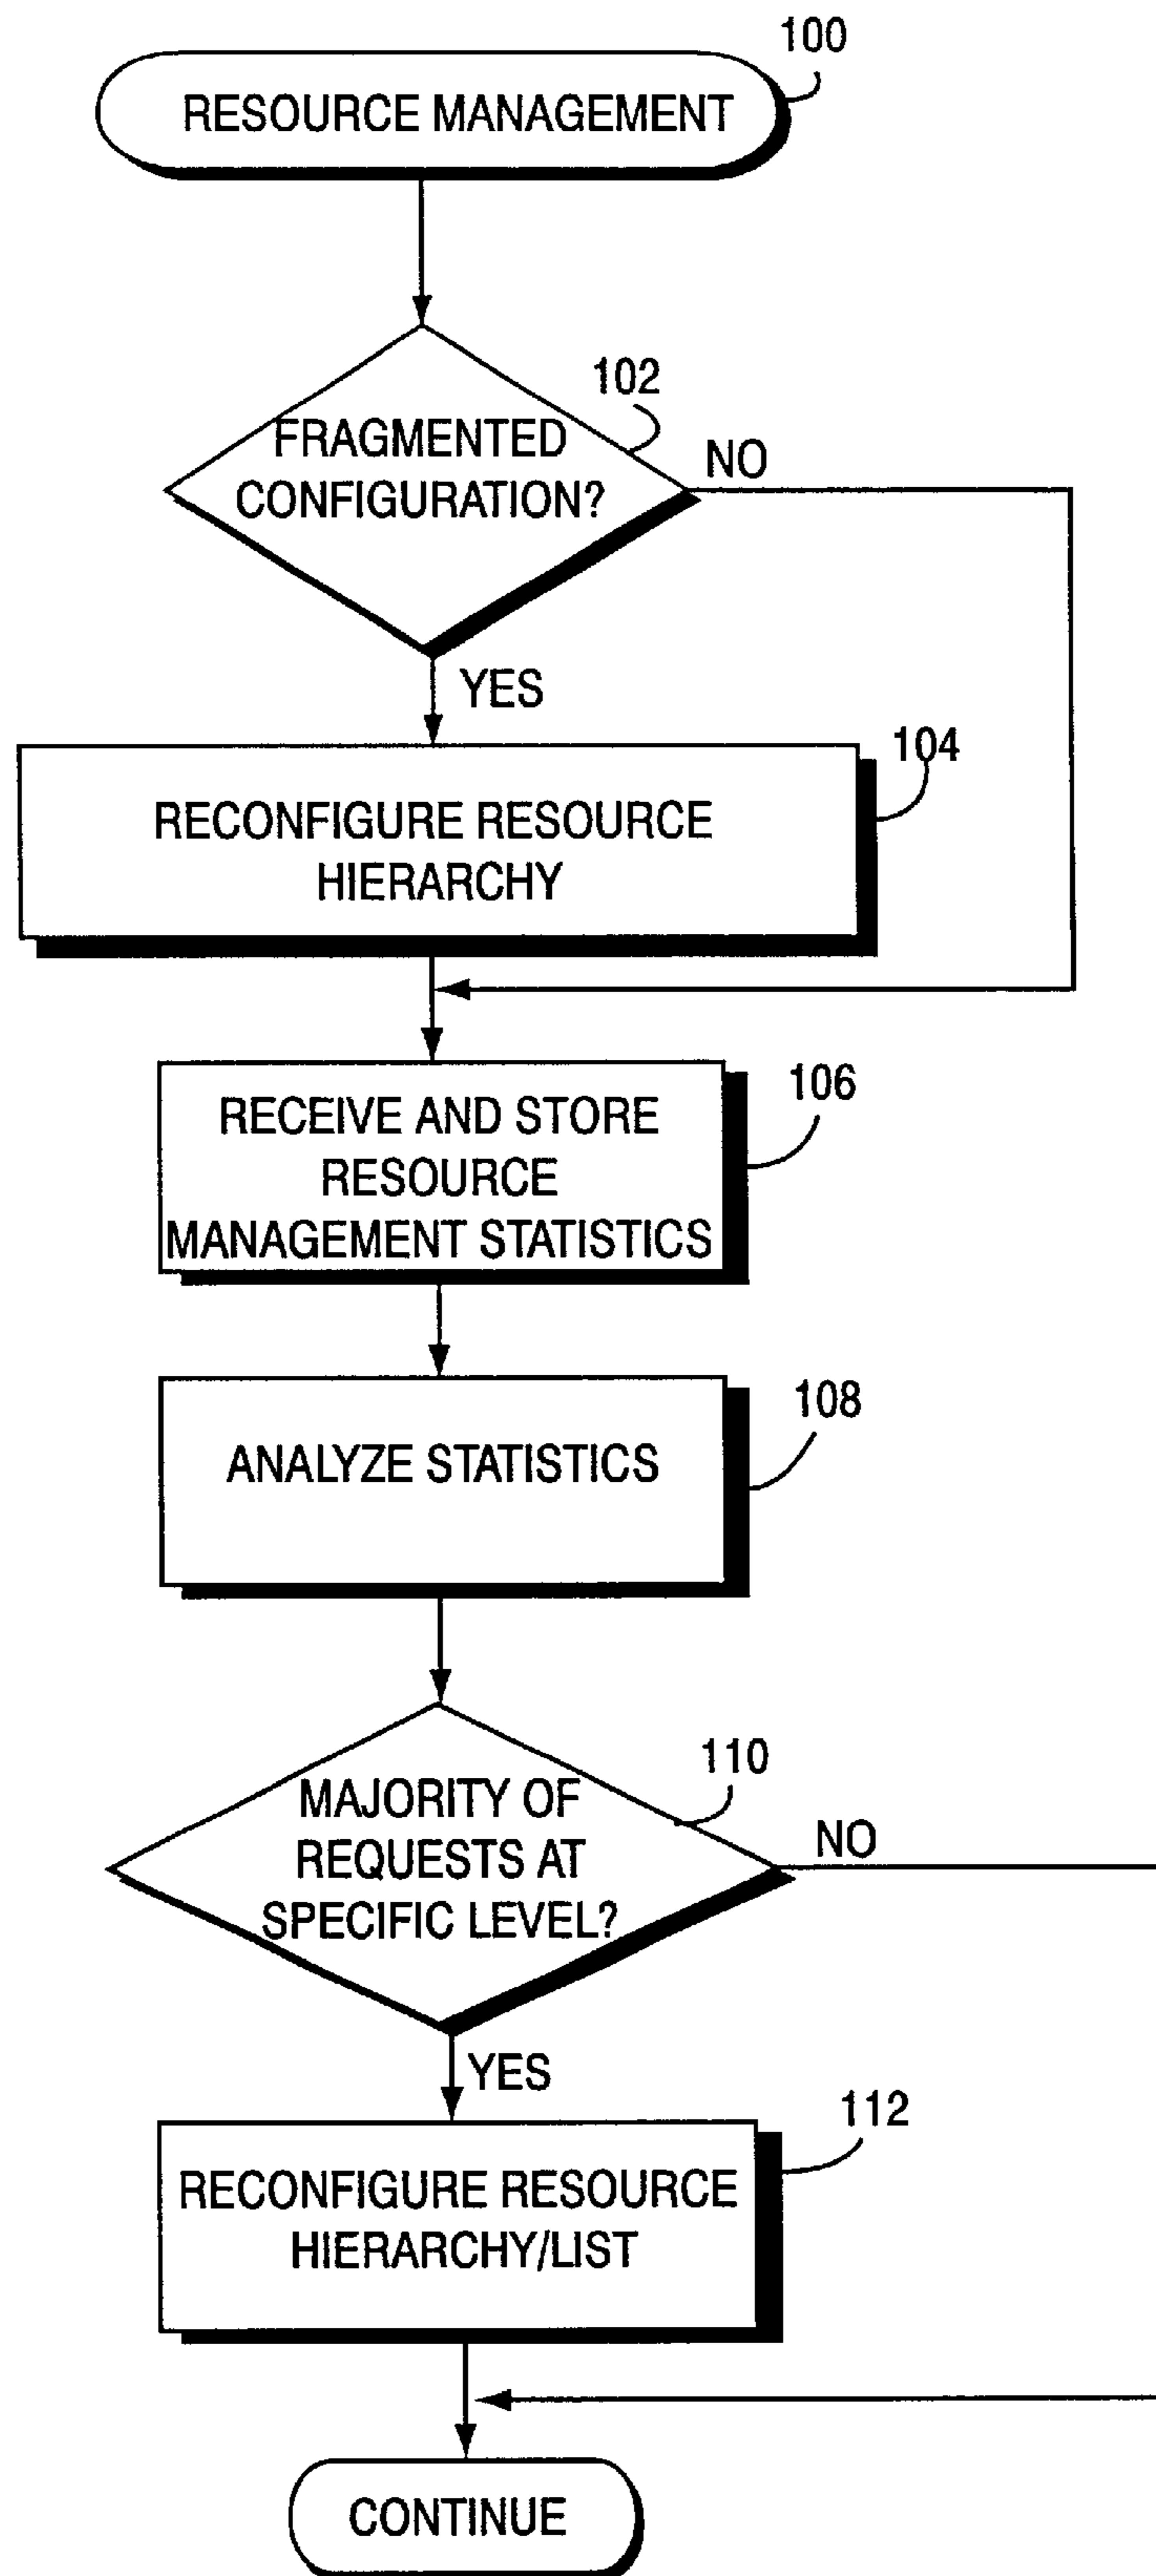 100
RESOURCE MANAGEMENT
102
FRAGMENTED
CONFIGURATION?
NO
YES
104
RECONFIGURE RESOURCE
HIERARCHY
106
RECEIVE AND STORE
RESOURCE
MANAGEMENT STATISTICS
108
ANALYZE STATISTICS
110
MAJORITY OF
REQUESTS AT
SPECIFIC LEVEL?
NO
YES
112
RECONFIGURE RESOURCE
HIERARCHY/LIST
CONTINUE